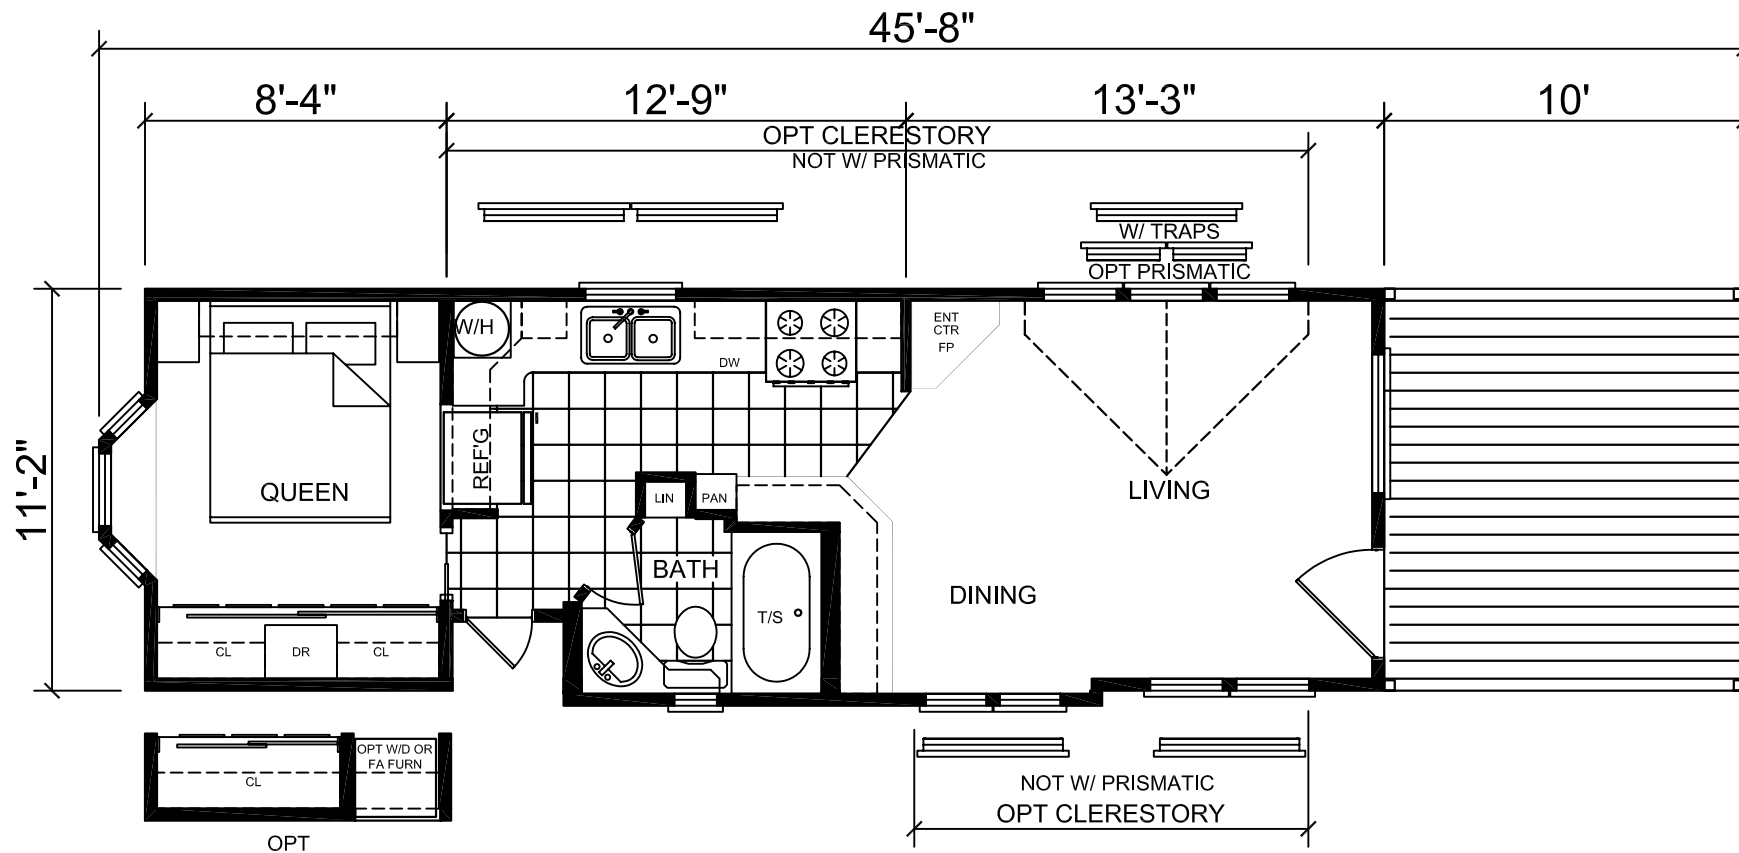 45'-8"
8'-4"
12'-9"
13'-3"
10'
OPT CLERESTORY
NOT W/ PRISMATIC
W/ TRAPS
OPT PRISMATIC
W/H
ENT
CTR
FP
DW
REF'G
QUEEN
LIN
PAN
LIVING
11'-2"
BATH
DINING
T/S
CL
DR
CL
OPT W/D OR
FA FURN
CL
OPT
NOT W/ PRISMATIC
OPT CLERESTORY